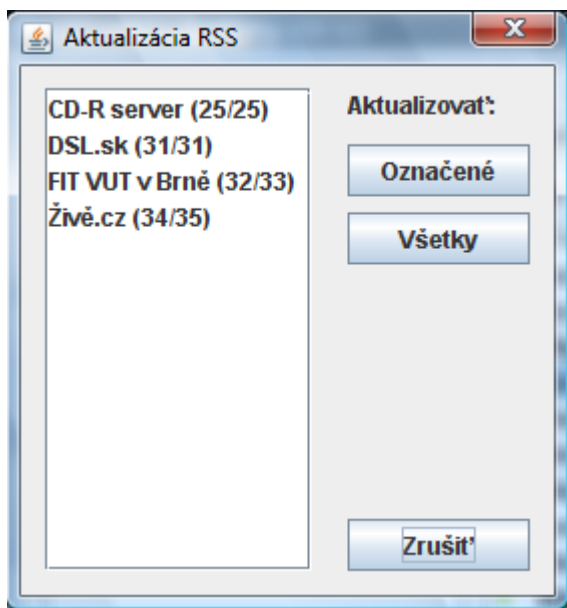 Aktualizácia RSS
CD-R server (25/25)
DSL.sk (31/31)
FIT VUT v Brně (32/33)
Živě.cz (34/35)
Aktualizovať:
Označené
Všetky
Zrušiť